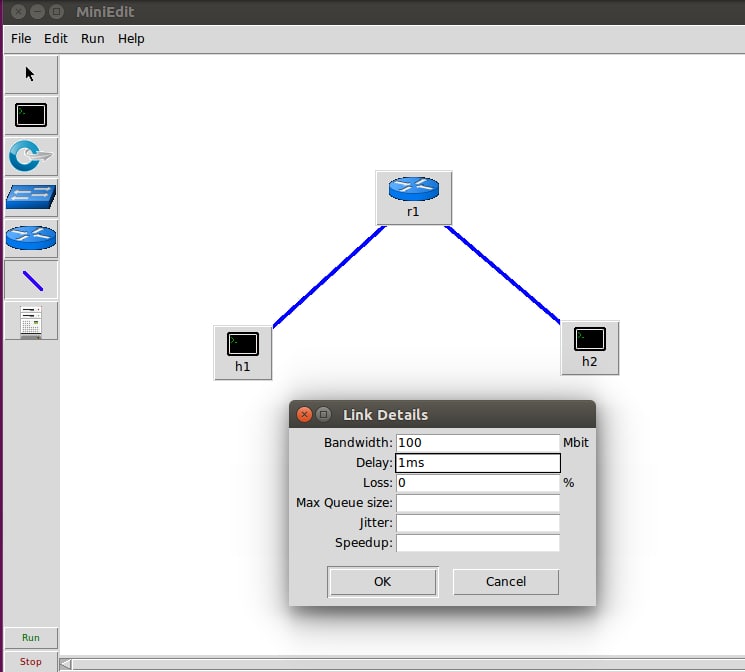 MiniEdit
File Edit Run Help
r1
h1
h2
Link Details
Bandwidth: 100 Mbit
Delay: 1ms
Loss: 0 %
Max Queue size:
Jitter:
Speedup:
OK Cancel
Run
Stop